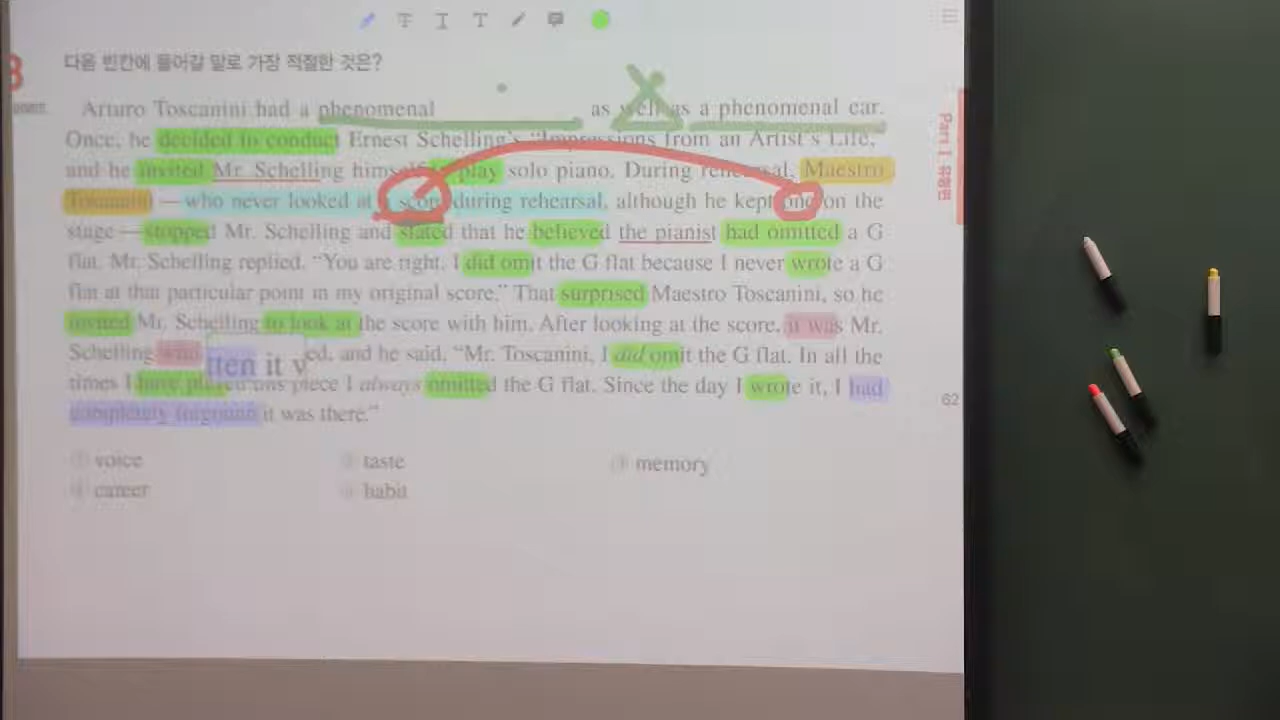 다음 빈칸에 들어갈 말로 가장 적절한 것은?
Arturo Toscanini had a phenomenal as well as a phenomenal ear.
Once, he decided to conduct Ernest Schelling's "Impressions from an Artist's Life,"
and he invited Mr. Schelling himself to play solo piano. During rehearsal, Maestro
Toscanini—who never looked at a score during rehearsal, although he kept one on the
stage—stopped Mr. Schelling and stated that he believed the pianist had omitted a G
flat. Mr. Schelling replied, "You are right. I did omit the G flat because I never wrote a G
flat at that particular point in my original score." That surprised Maestro Toscanini, so he
invited Mr. Schelling to look at the score with him. After looking at the score, it was Mr.
Schelling who tten it v ed, and he said, "Mr. Toscanini, I did omit the G flat. In all the
times I have played this piece I always omitted the G flat. Since the day I wrote it, I had
completely forgotten it was there."
① voice ② taste ③ memory
④ career ⑤ habit
Part I 유형편
62